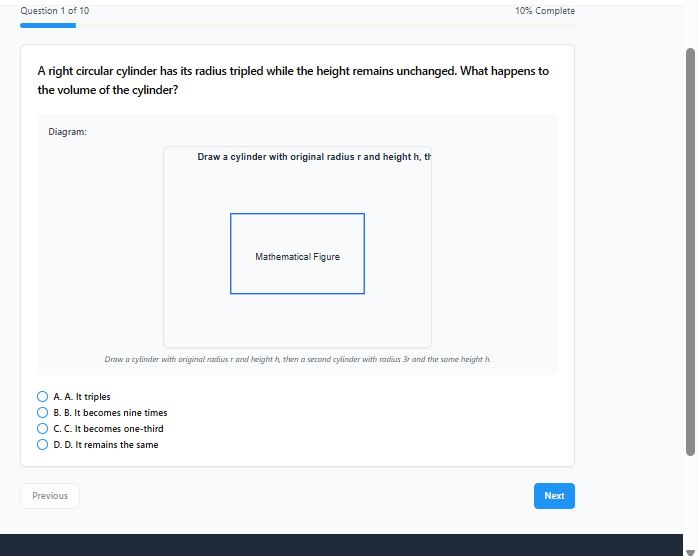 Question 1 of 10
10% Complete
A right circular cylinder has its radius tripled while the height remains unchanged. What happens to
the volume of the cylinder?
Diagram:
Draw a cylinder with original radius r and height h, th
Mathematical Figure
Draw a cylinder with original radius r and height h, then a second cylinder with radius 3r and the same height h.
A. A. It triples
B. B. It becomes nine times
C. C. It becomes one-third
D. D. It remains the same
Previous
Next